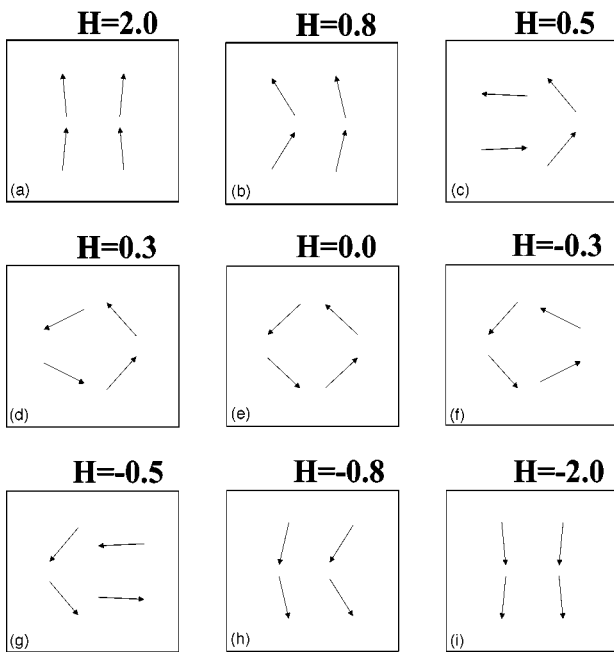 H=2.0 H=0.8 H=0.5
(a) (b) (c)
H=0.3 H=0.0 H=-0.3
(d) (e) (f)
H=-0.5 H=-0.8 H=-2.0
(g) (h) (i)